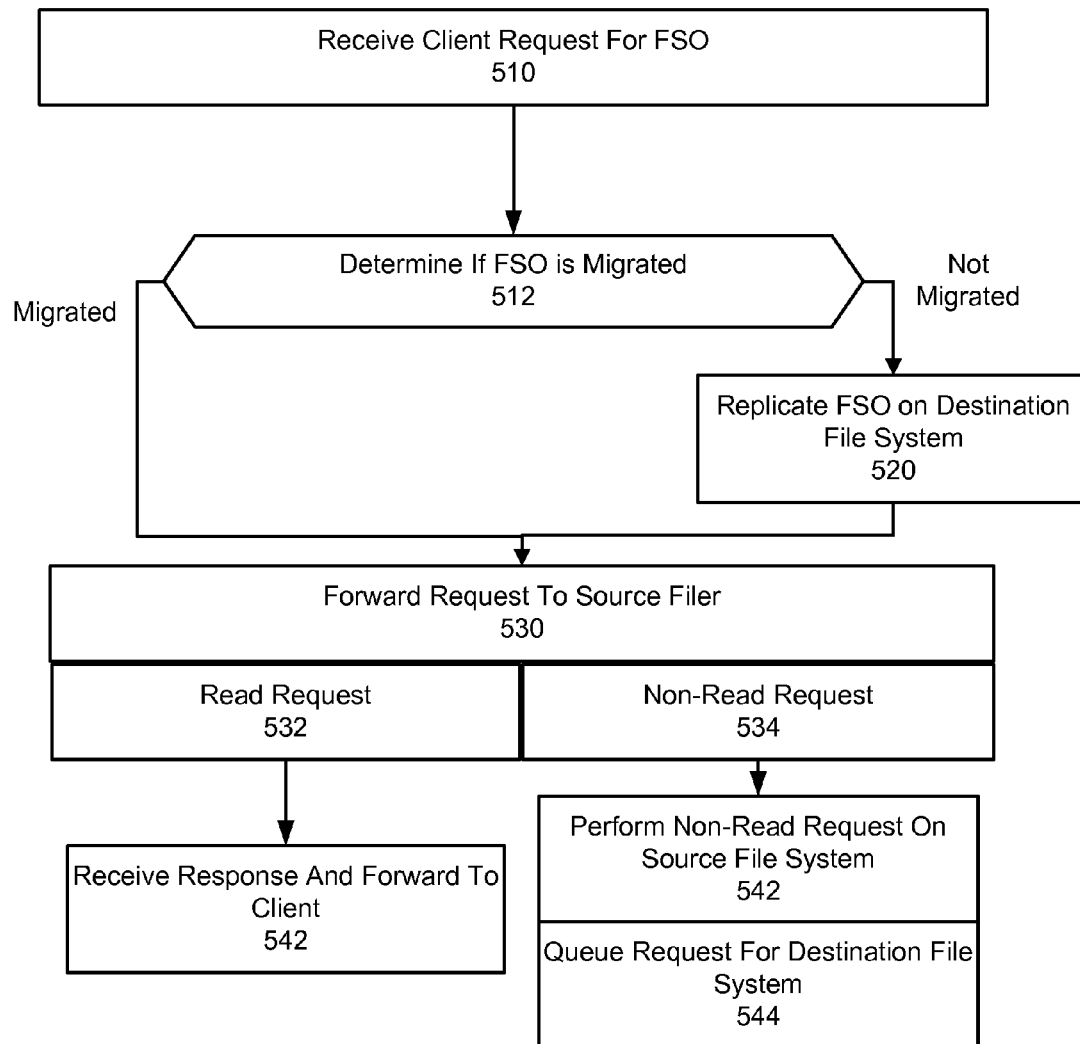 Receive Client Request For FSO
510
Determine If FSO is Migrated
512
Migrated
Not
Migrated
Replicate FSO on Destination
File System
520
Forward Request To Source Filer
530
Read Request
532
Non-Read Request
534
Receive Response And Forward To
Client
542
Perform Non-Read Request On
Source File System
542
Queue Request For Destination File
System
544